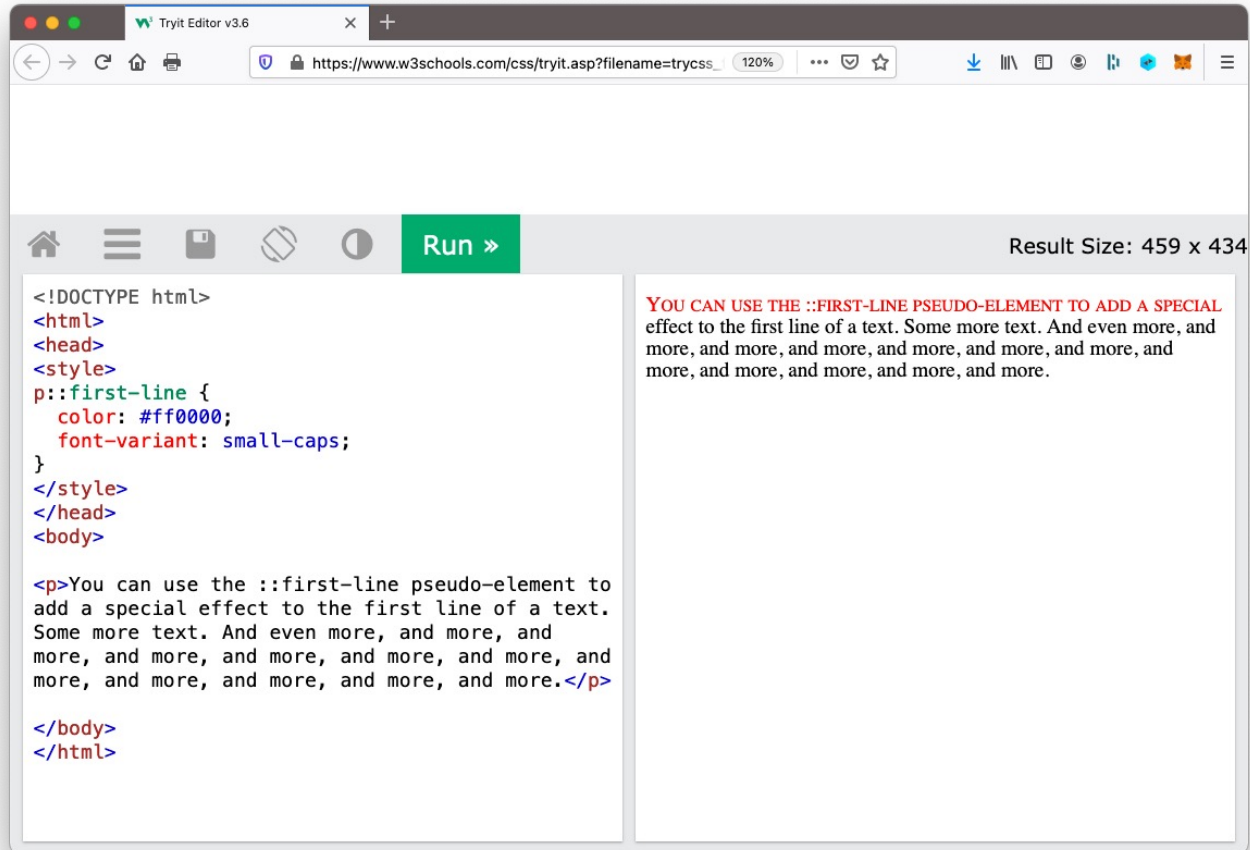 Tryit Editor v3.6
https://www.w3schools.com/css/tryit.asp?filename=trycss_
120%
Run »
Result Size: 459 x 434
<!DOCTYPE html>
<html>
<head>
<style>
p::first-line {
  color: #ff0000;
  font-variant: small-caps;
}
</style>
</head>
<body>
<p>You can use the ::first-line pseudo-element to
add a special effect to the first line of a text.
Some more text. And even more, and more, and
more, and more, and more, and more, and more, and
more, and more, and more, and more, and more.</p>
</body>
</html>
You can use the ::first-line pseudo-element to add a special
effect to the first line of a text. Some more text. And even more, and
more, and more, and more, and more, and more, and more, and
more, and more, and more, and more, and more.